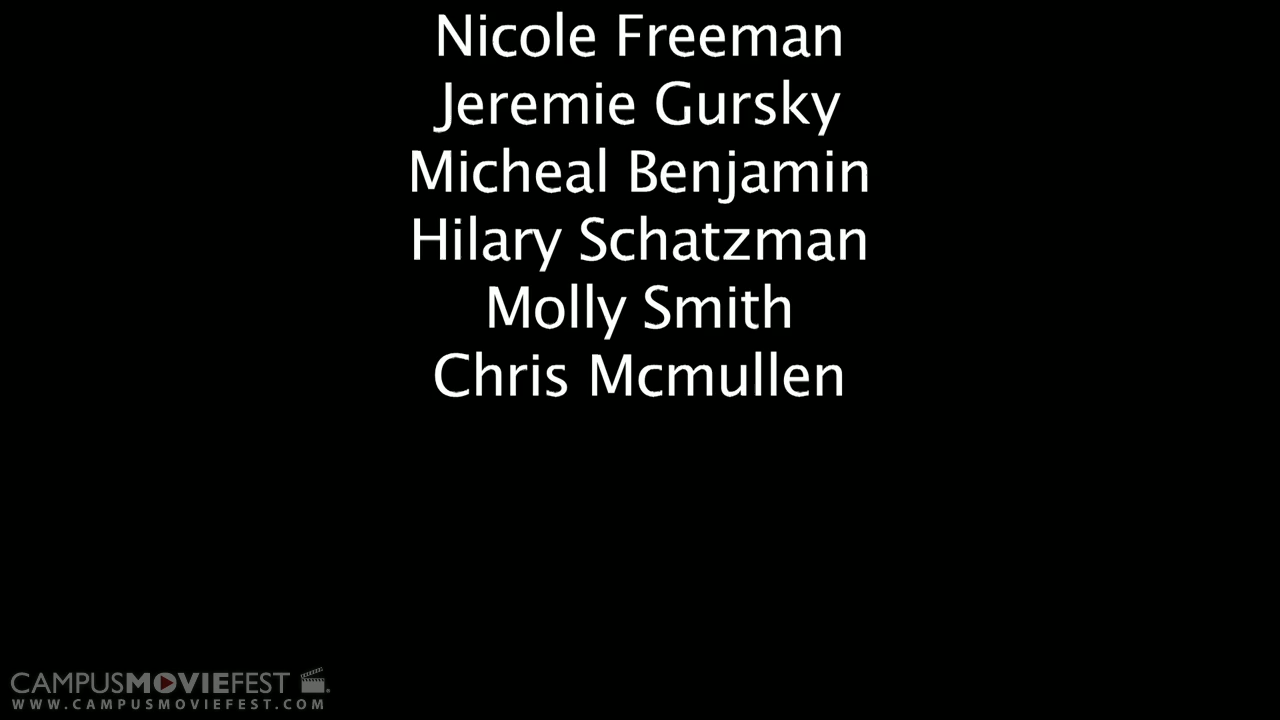 Nicole Freeman
Jeremie Gursky
Micheal Benjamin
Hilary Schatzman
Molly Smith
Chris Mcmullen
CAMPUSMOVIEFEST
WWW.CAMPUSMOVIEFEST.COM